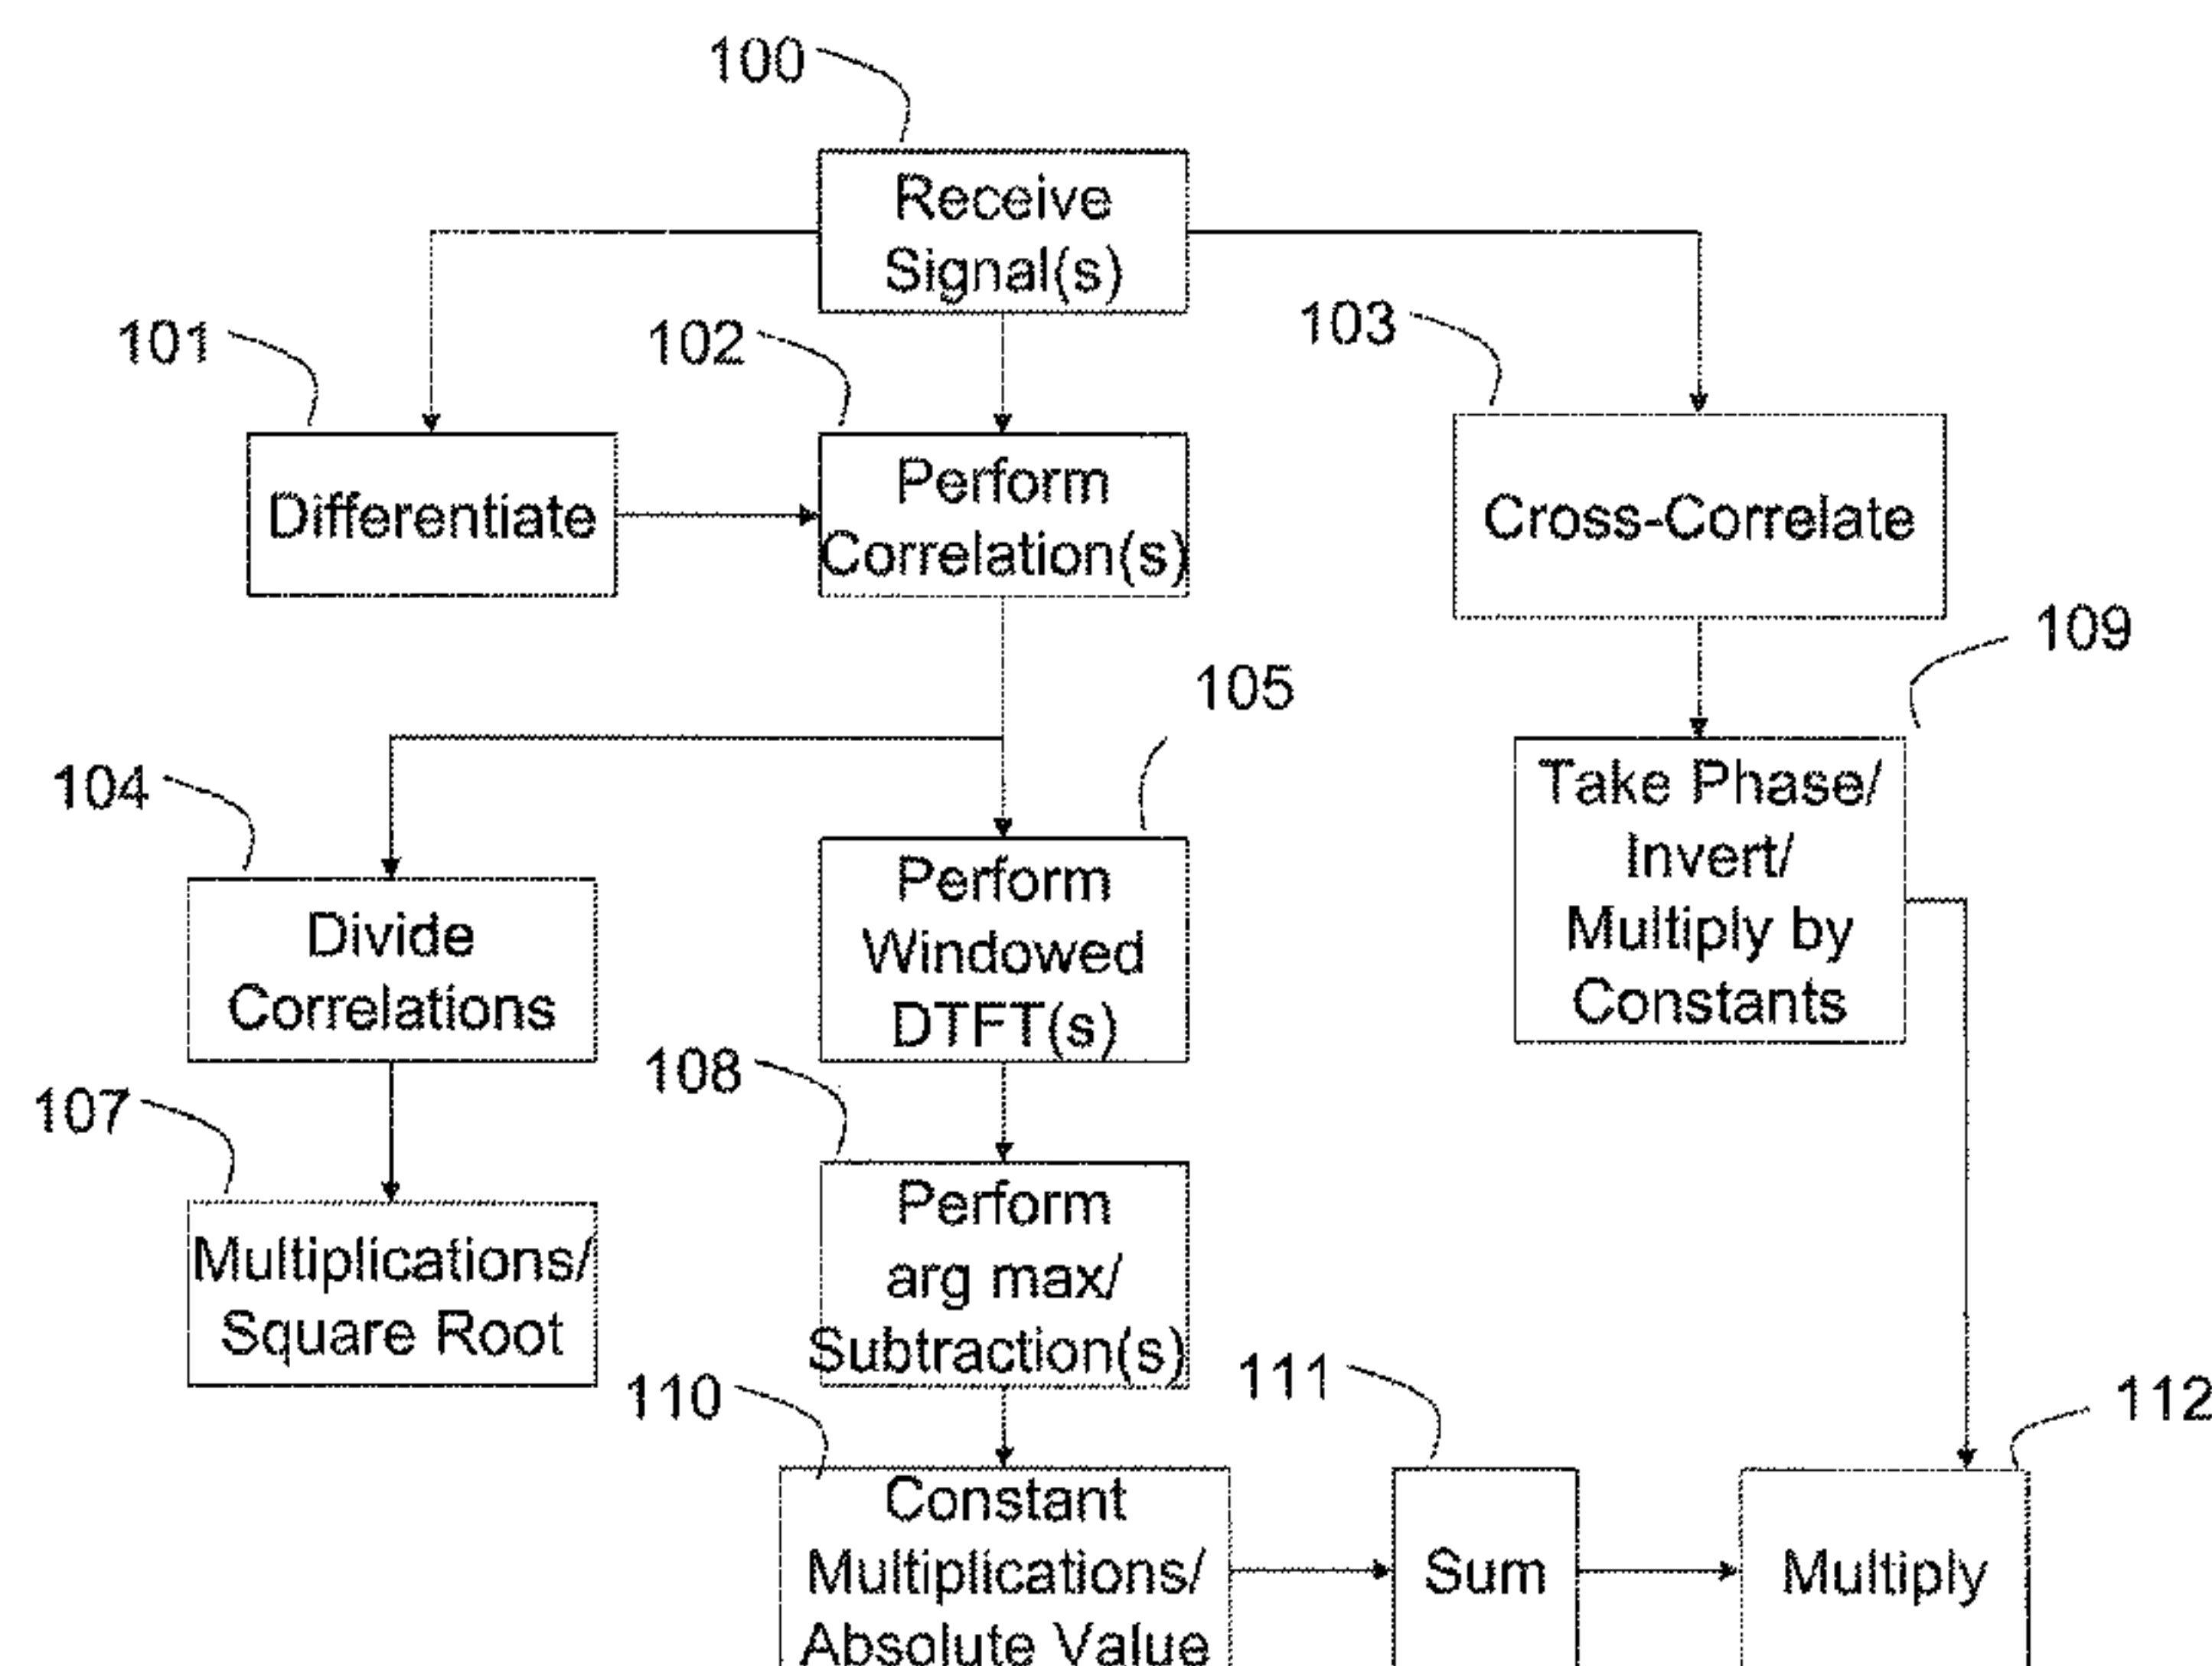 100
Receive
Signal(s)
101
102
103
Differentiate
Perform
Correlation(s)
Cross-Correlate
109
105
104
Take Phase/
Invert/
Multiply by
Constants
Perform
Windowed
DTFT(s)
Divide
Correlations
108
107
Perform
arg max/
Subtraction(s)
Multiplications/
Square Root
110
111
112
Constant
Multiplications/
Absolute Value
Sum
Multiply